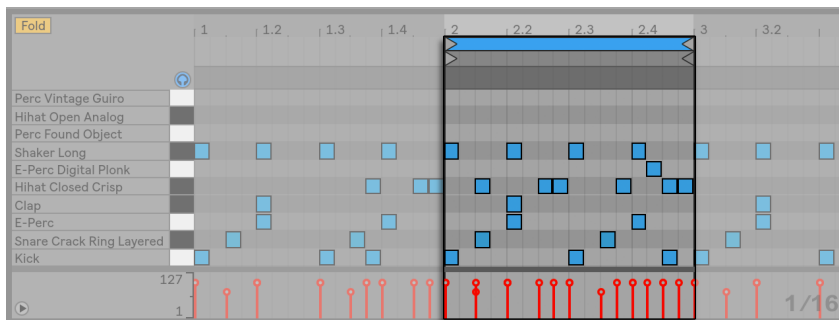 Fold
1 1.3 1.4 2 2.2 2.3 2.4 3 3.2
Perc Vintage Guiro
Hihat Open Analog
Perc Found Object
Shaker Long
E-Perc Digital Plonk
Hihat Closed Crisp
Clap
E-Perc
Snare Crack Ring Layered
Kick
127
1
1/16